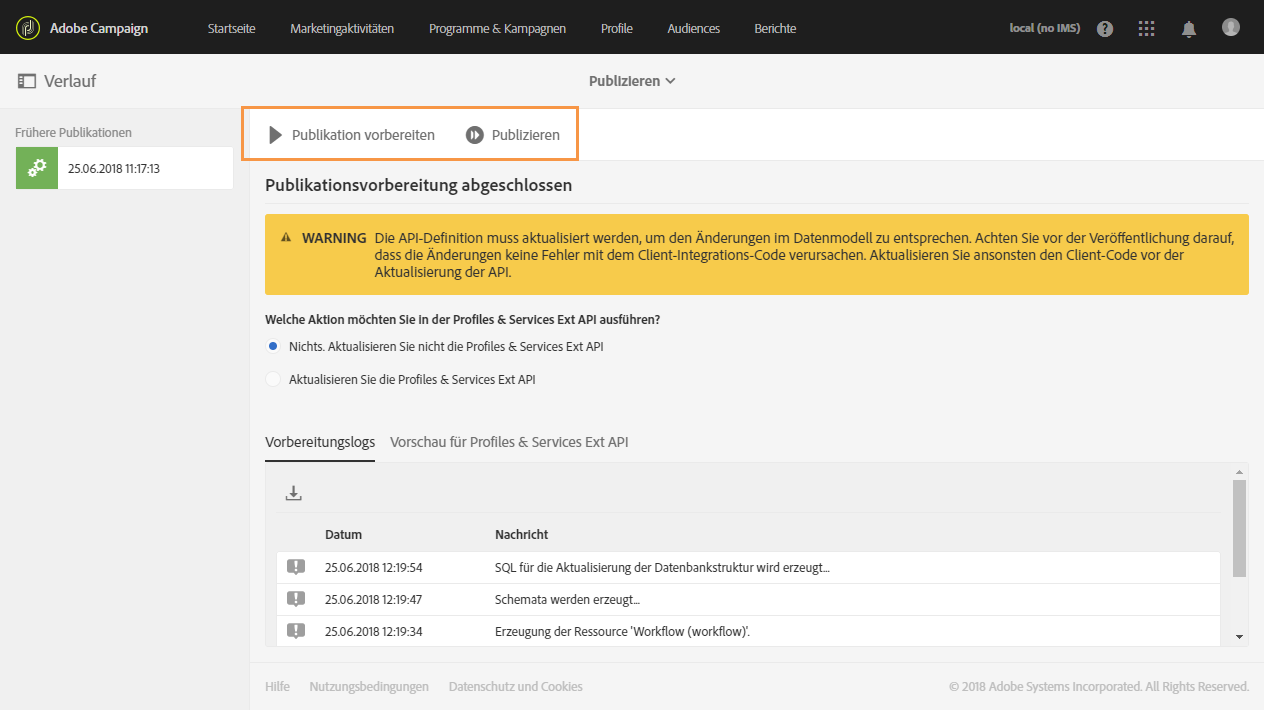 Adobe Campaign Startseite Marketingaktivitäten Programme & Kampagnen Profile Audiences Berichte local (no IMS)
Verlauf Publizieren
Frühere Publikationen
25.06.2018 11:17:13
Publikation vorbereiten Publizieren
Publikationsvorbereitung abgeschlossen
WARNING Die API-Definition muss aktualisiert werden, um den Änderungen im Datenmodell zu entsprechen. Achten Sie vor der Veröffentlichung darauf,
dass die Änderungen keine Fehler mit dem Client-Integrations-Code verursachen. Aktualisieren Sie ansonsten den Client-Code vor der
Aktualisierung der API.
Welche Aktion möchten Sie in der Profiles & Services Ext API ausführen?
Nichts. Aktualisieren Sie nicht die Profiles & Services Ext API
Aktualisieren Sie die Profiles & Services Ext API
Vorbereitungslogs Vorschau für Profiles & Services Ext API
Datum Nachricht
25.06.2018 12:19:54 SQL für die Aktualisierung der Datenbankstruktur wird erzeugt...
25.06.2018 12:19:47 Schemata werden erzeugt...
25.06.2018 12:19:34 Erzeugung der Ressource 'Workflow (workflow)'.
Hilfe Nutzungsbedingungen Datenschutz und Cookies © 2018 Adobe Systems Incorporated. All Rights Reserved.